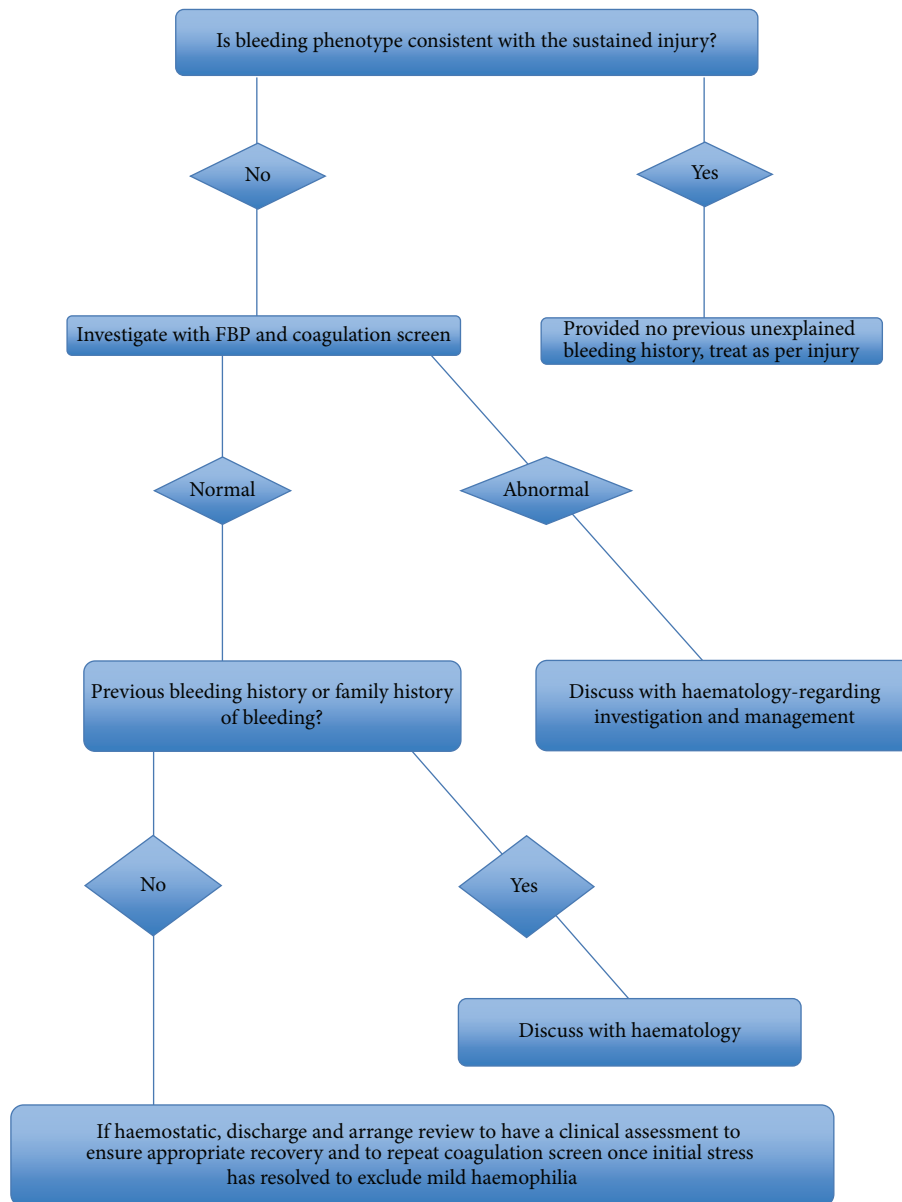 Is bleeding phenotype consistent with the sustained injury?
No
Yes
Investigate with FBP and coagulation screen
Provided no previous unexplained
bleeding history, treat as per injury
Normal
Abnormal
Previous bleeding history or family history
of bleeding?
Discuss with haematology-regarding
investigation and management
No
Yes
Discuss with haematology
If haemostatic, discharge and arrange review to have a clinical assessment to
ensure appropriate recovery and to repeat coagulation screen once initial stress
has resolved to exclude mild haemophilia